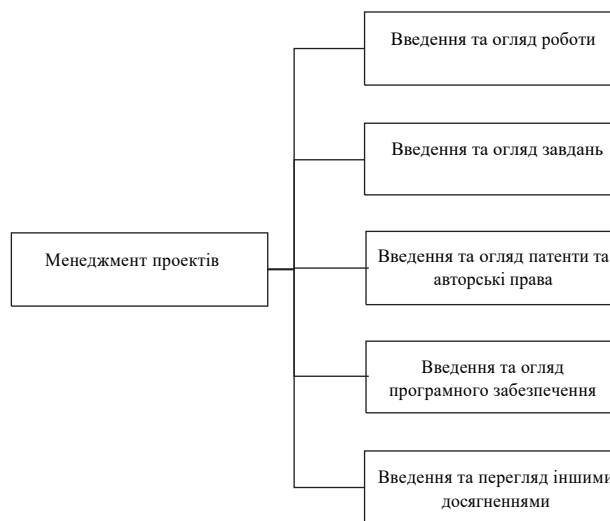 Введення та огляд роботи
Введення та огляд завдань
Менеджмент проектів
Введення та огляд патенти та
авторські права
Введення та огляд
програмного забезпечення
Введення та перегляд іншими
досягненнями